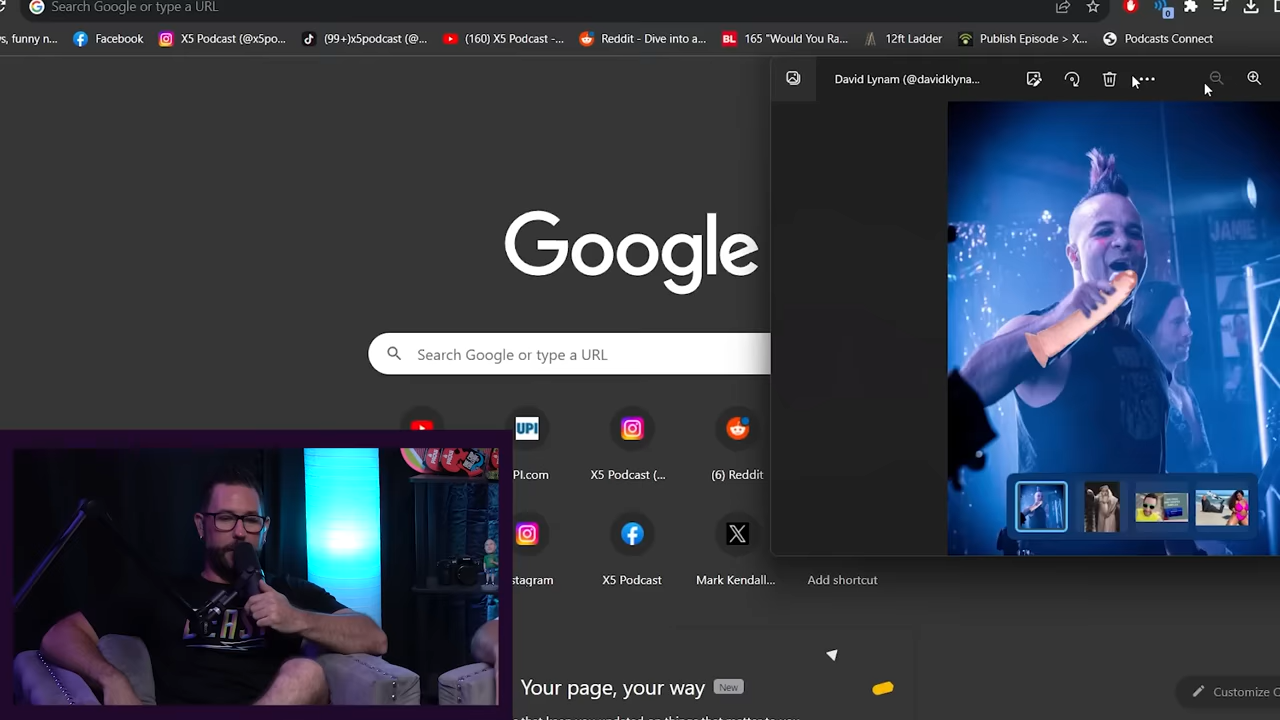 Search Google or type a URL
s, funny n...
Facebook
X5 Podcast (@x5po...
(99+)x5podcast (@...
(160) X5 Podcast -...
Reddit - Dive into a...
BL
165 "Would You Ra...
12ft Ladder
Publish Episode > X...
Podcasts Connect
0
David Lynam (@davidklyna...
JAMIE
Google
Search Google or type a URL
UPI
PI.com
X5 Podcast (...
(6) Reddit
stagram
X5 Podcast
Mark Kendall...
Add shortcut
Your page, your way
New
Customize C